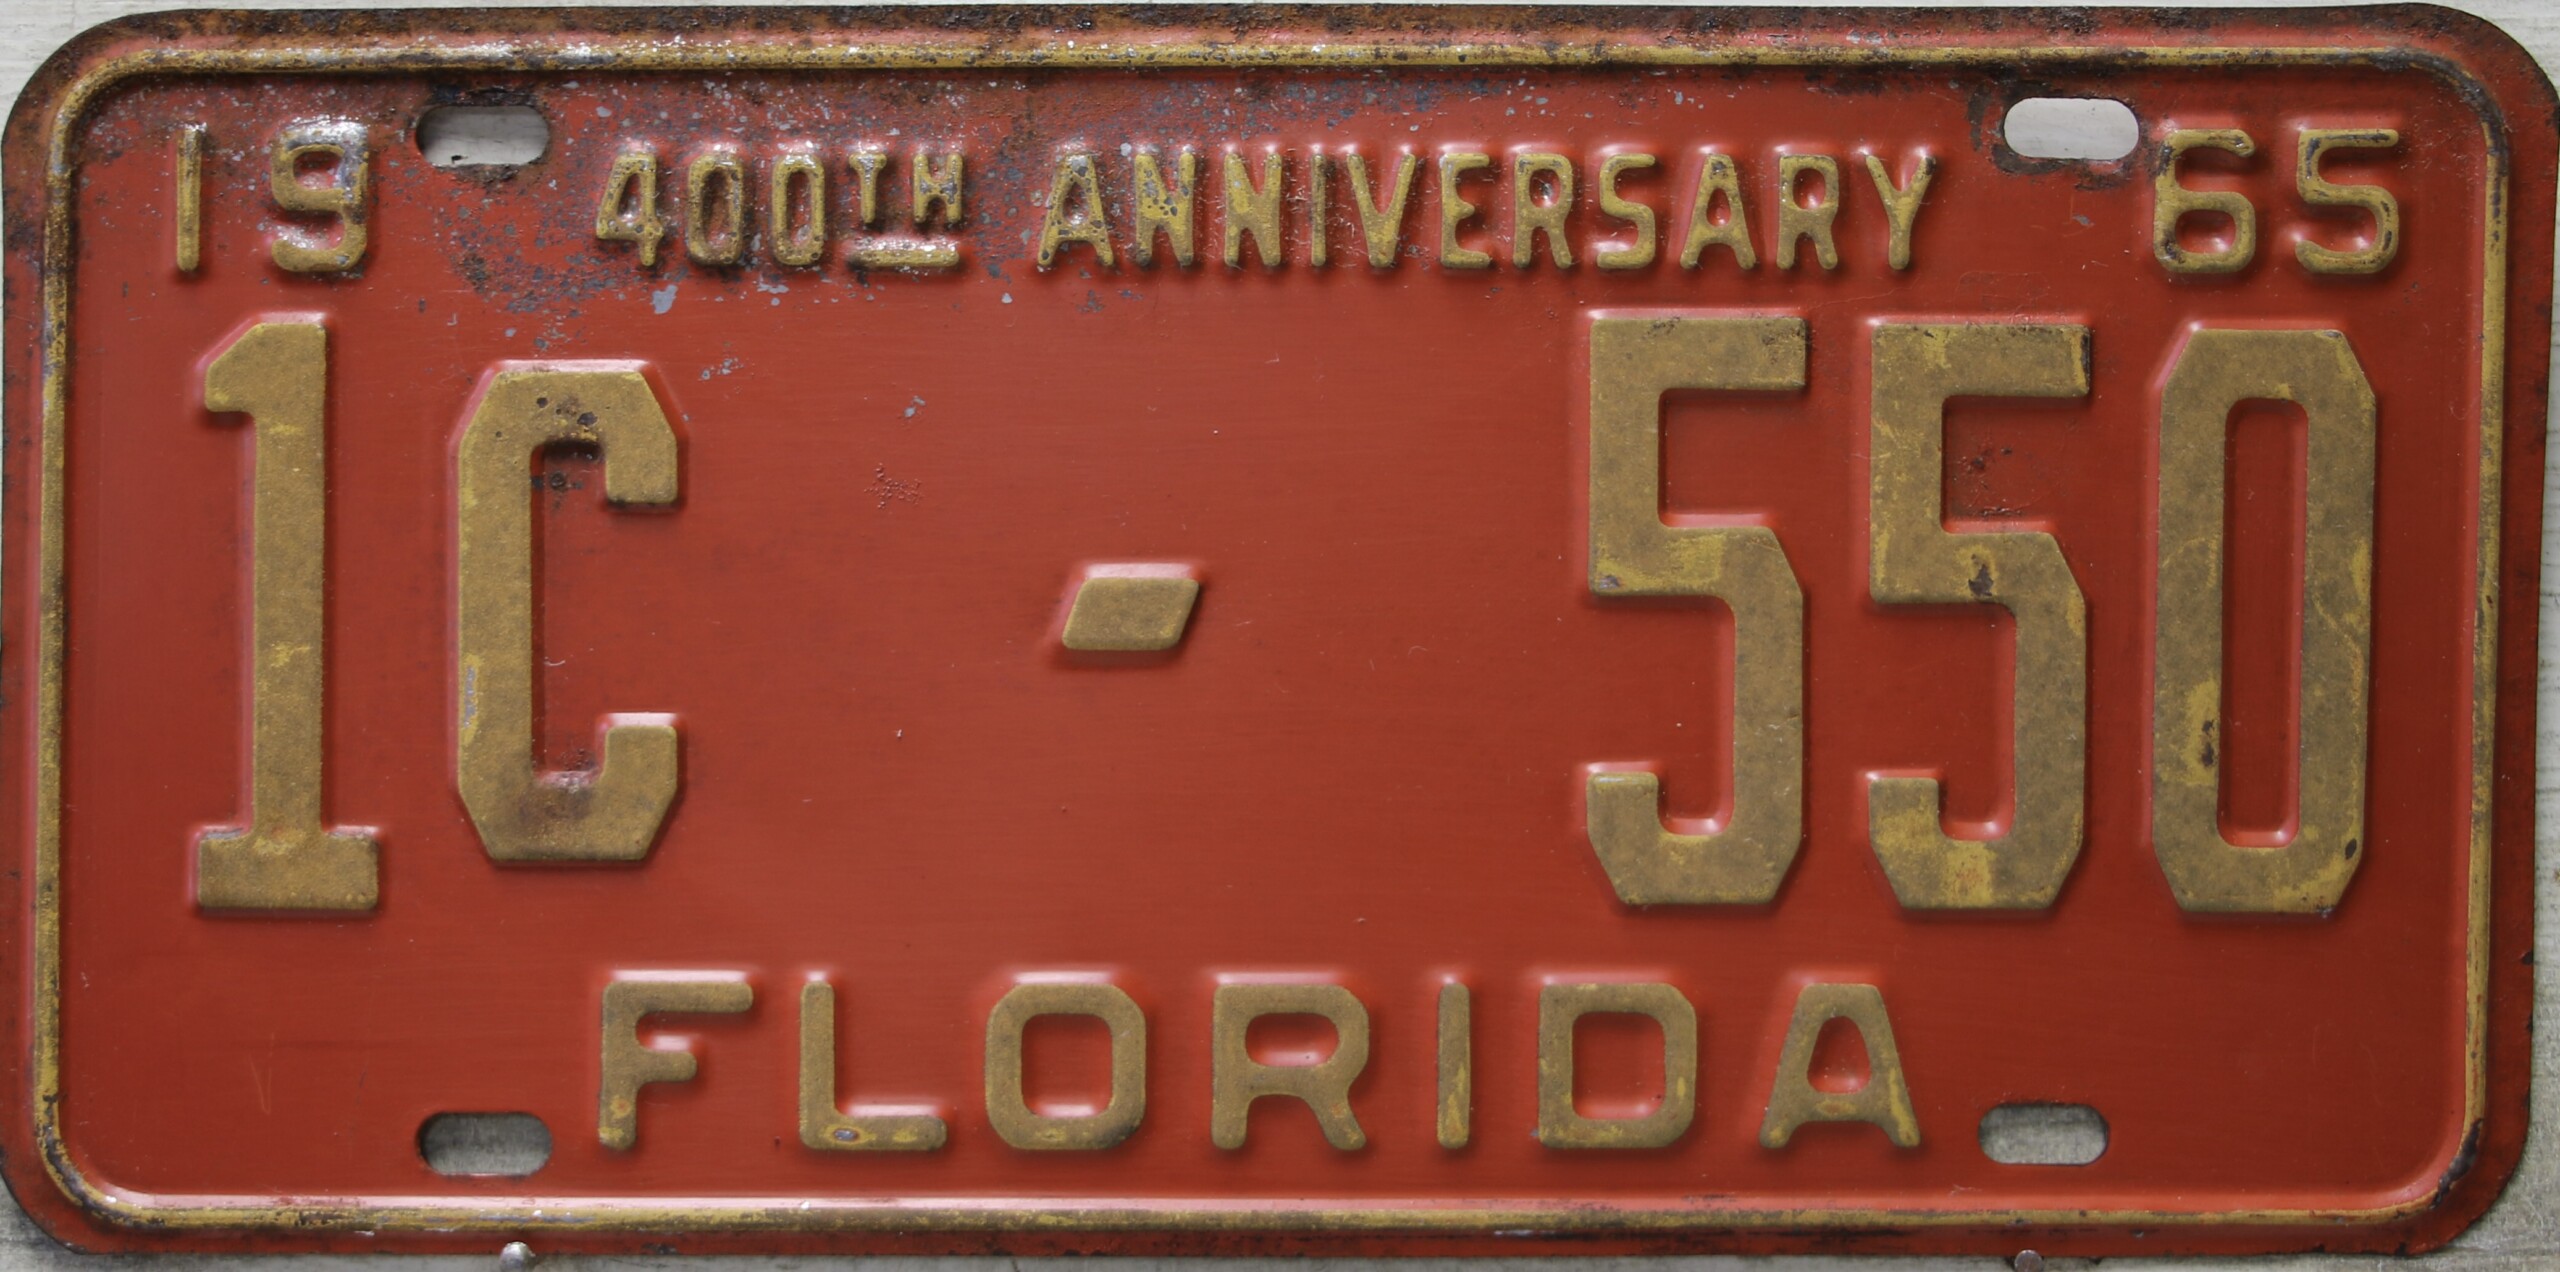 19 400TH ANNIVERSARY 65
1C - 550
FLORIDA